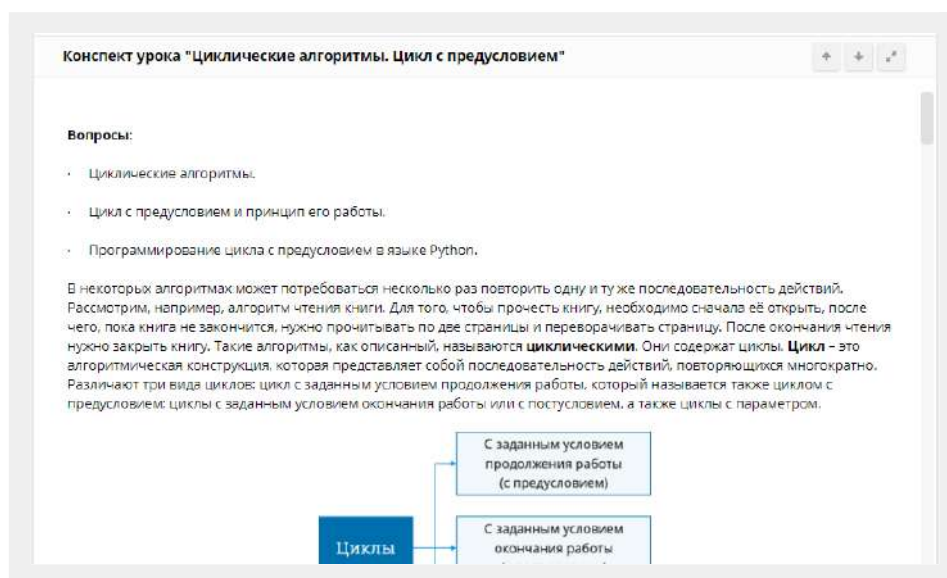 Конспект урока "Циклические алгоритмы. Цикл с предусловием"
Вопросы:
· Циклические алгоритмы.
· Цикл с предусловием и принцип его работы.
· Программирование цикла с предусловием в языке Python.
В некоторых алгоритмах может потребоваться несколько раз повторить одну и ту же последовательность действий.
Рассмотрим, например, алгоритм чтения книги. Для того, чтобы прочесть книгу, необходимо сначала её открыть, после
чего, пока книга не закончится, нужно прочитывать по две страницы и переворачивать страницу. После окончания чтения
нужно закрыть книгу. Такие алгоритмы, как описанный, называются циклическими. Они содержат циклы. Цикл – это
алгоритмическая конструкция, которая представляет собой последовательность действий, повторяющихся многократно.
Различают три вида циклов: цикл с заданным условием продолжения работы, который называется также циклом с
предусловием; циклы с заданным условием окончания работы или с постусловием, а также циклы с параметром.
С заданным условием
продолжения работы
(с предусловием)
Циклы
С заданным условием
окончания работы